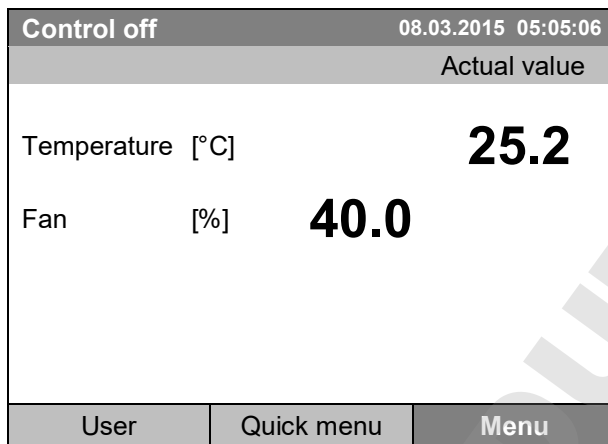 Control off 08.03.2015 05:05:06
Actual value
Temperature [°C] 25.2
Fan [%] 40.0
User Quick menu Menu